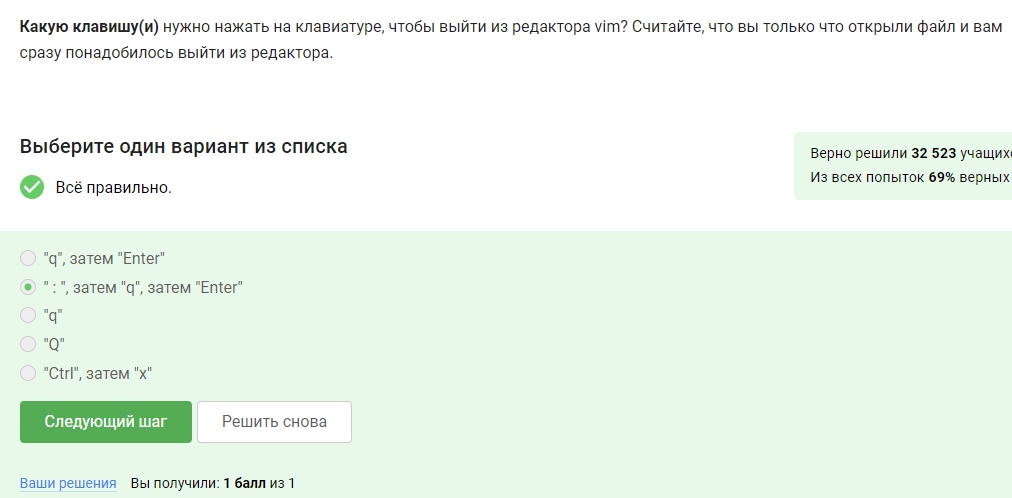 Какую клавишу(и) нужно нажать на клавиатуре, чтобы выйти из редактора vim? Считайте, что вы только что открыли файл и вам
сразу понадобилось выйти из редактора.
Выберите один вариант из списка
Всё правильно.
Верно решили 32 523
Из всех попыток 69% верных
"q", затем "Enter"
" : ", затем "q", затем "Enter"
"q"
"Q"
"Ctrl", затем "x"
Следующий шаг
Решить снова
Ваши решения Вы получили: 1 балл из 1